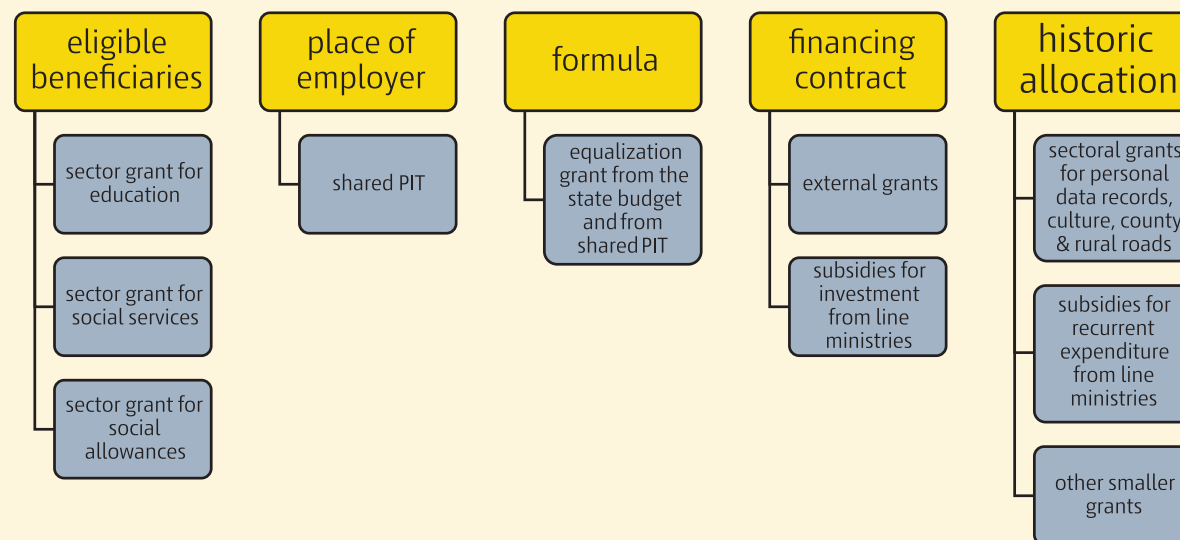 eligible
beneficiaries
sector grant for
education
sector grant for
social services
sector grant for
social
allowances
place of
employer
shared PIT
formula
equalization
grant from the
state budget
and from
shared PIT
financing
contract
external grants
subsidies for
investment
from line
ministries
historic
allocation
sectoral grants
for personal
data records,
culture, county
& rural roads
subsidies for
recurrent
expenditure
from line
ministries
other smaller
grants